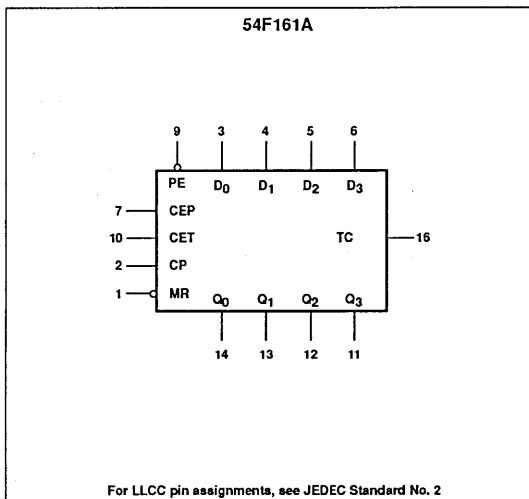 54F161A
9 3 4 5 6
PE D0 D1 D2 D3
7 CEP
10 CET TC 16
2 CP
1 MR Q0 Q1 Q2 Q3
14 13 12 11
For LLCC pin assignments, see JEDEC Standard No. 2